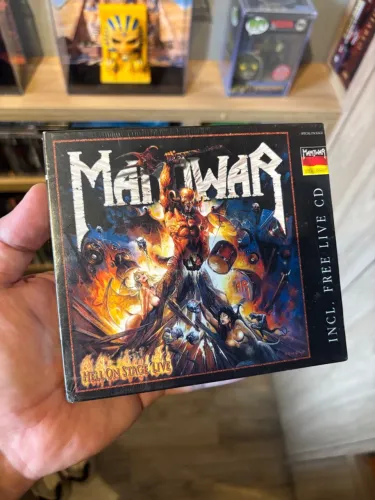 MANOWAR
MANOWAR
HELL ON STAGE LIVE
INCL. FREE LIVE CD